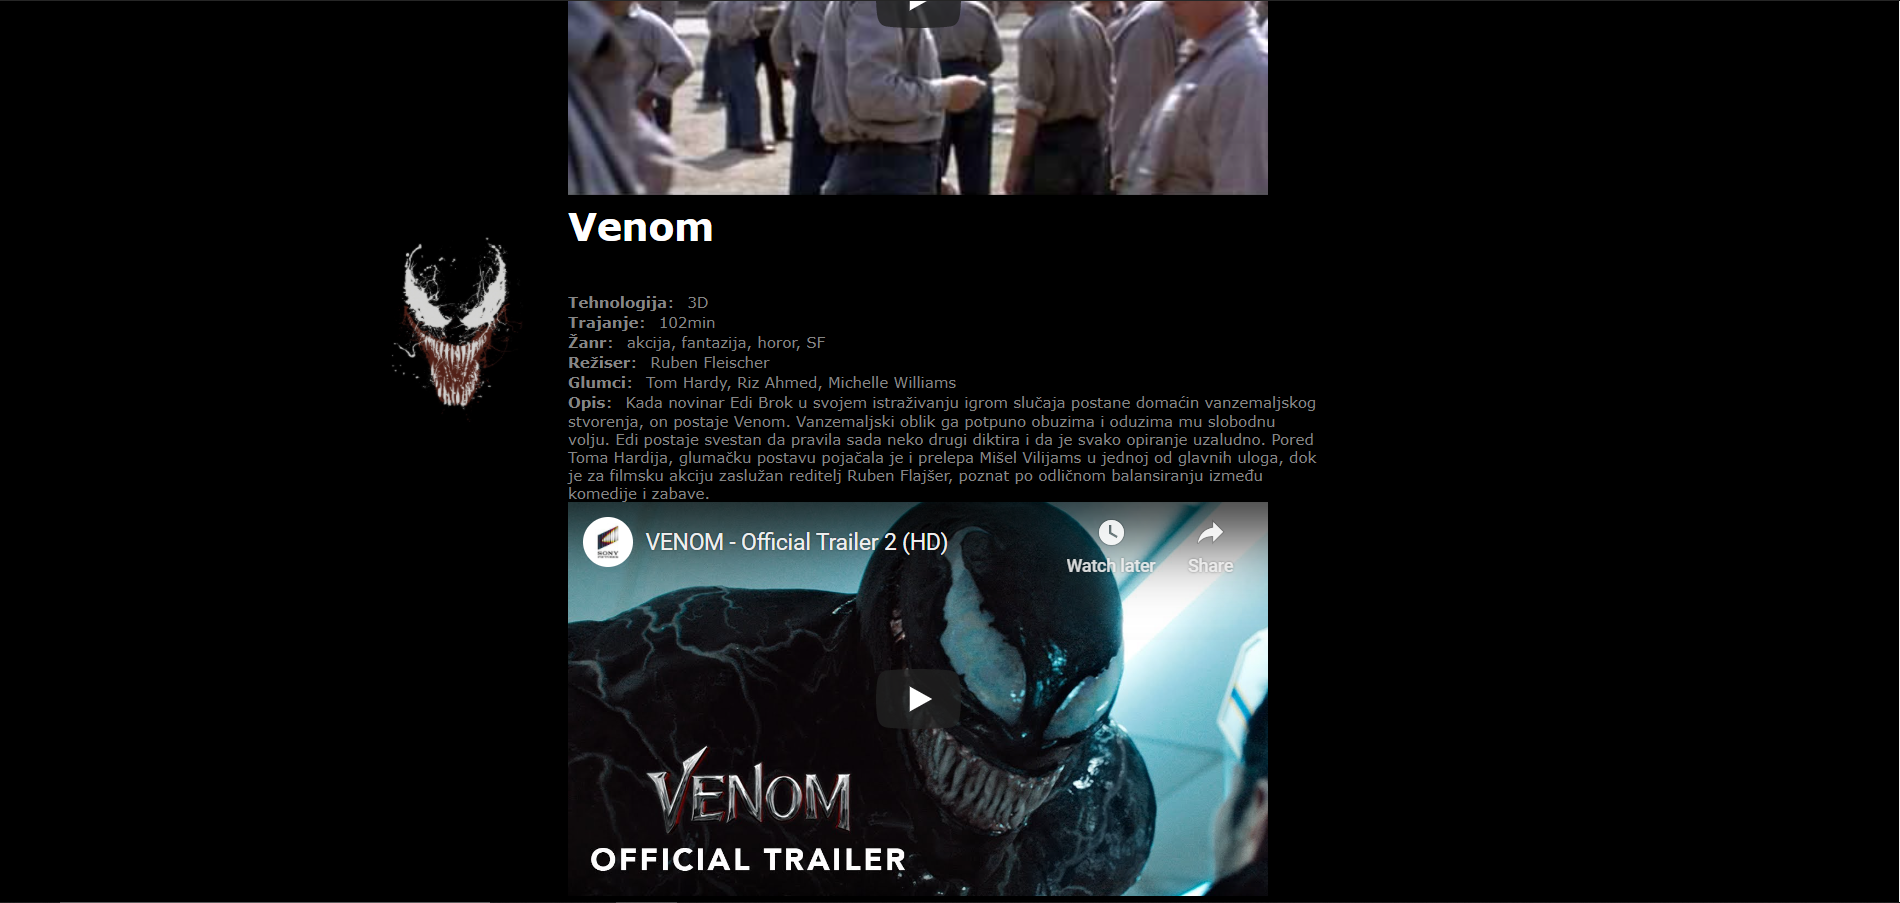 Venom
Tehnologija: 3D
Trajanje: 102min
Žanr: akcija, fantazija, horor, SF
Režiser: Ruben Fleischer
Glumci: Tom Hardy, Riz Ahmed, Michelle Williams
Opis: Kada novinar Edi Brok u svojem istraživanju igrom slučaja postane domaćin vanzemaljskog
stvorenja, on postaje Venom. Vanzemaljski oblik ga potpuno obuzima i oduzima mu slobodnu
volju. Edi postaje svestan da pravila sada neko drugi diktira i da je svako opiranje uzaludno. Pored
Toma Hardija, glumačku postavu pojačala je i prelepa Mišel Vilijams u jednoj od glavnih uloga, dok
je za filmsku akciju zaslužan reditelj Ruben Flajšer, poznat po odličnom balansiranju između
komedije i zabave.
SONY
PICTURES
VENOM - Official Trailer 2 (HD)
Watch later
Share
VENOM
OFFICIAL TRAILER